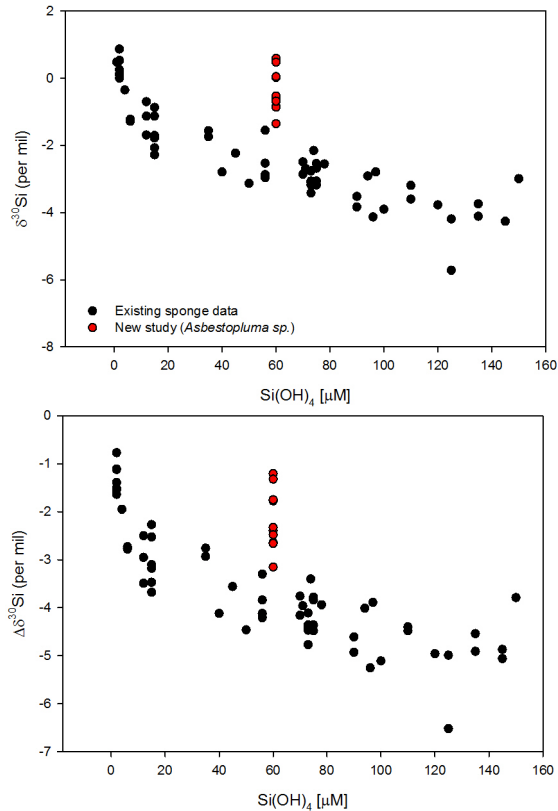 2
0
-2
-4
-6
-8
δ³⁰Si (per mil)
Existing sponge data
New study (Asbestopluma sp.)
0 20 40 60 80 100 120 140 160
Si(OH)₄ [μM]
0
-1
-2
-3
-4
-5
-6
-7
Δ³⁰Si (per mil)
0 20 40 60 80 100 120 140 160
Si(OH)₄ [μM]